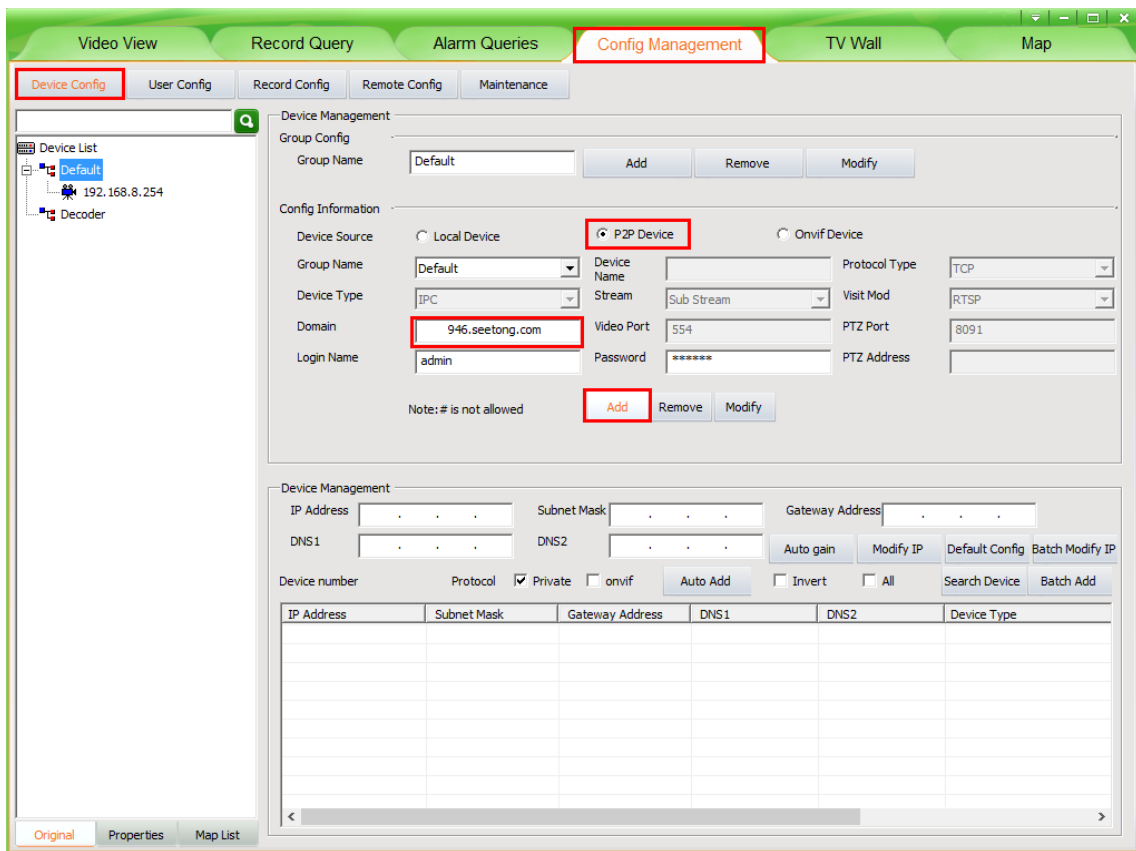 Video View Record Query Alarm Queries Config Management TV Wall Map
Device Config User Config Record Config Remote Config Maintenance
Device List
Default
192.168.8.254
Decoder
Device Management
Group Config
Group Name Default Add Remove Modify
Config Information
Device Source Local Device P2P Device Onvif Device
Group Name Default Device Name Protocol Type TCP
Device Type IPC Stream Sub Stream Visit Mod RTSP
Domain 946.seetong.com Video Port 554 PTZ Port 8091
Login Name admin Password ****** PTZ Address
Note: # is not allowed Add Remove Modify
Device Management
IP Address . . . Subnet Mask . . . Gateway Address . . .
DNS1 . . . DNS2 . . . Auto gain Modify IP Default Config Batch Modify IP
Device number Protocol Private onvif Auto Add Invert All Search Device Batch Add
IP Address Subnet Mask Gateway Address DNS1 DNS2 Device Type
Original Properties Map List